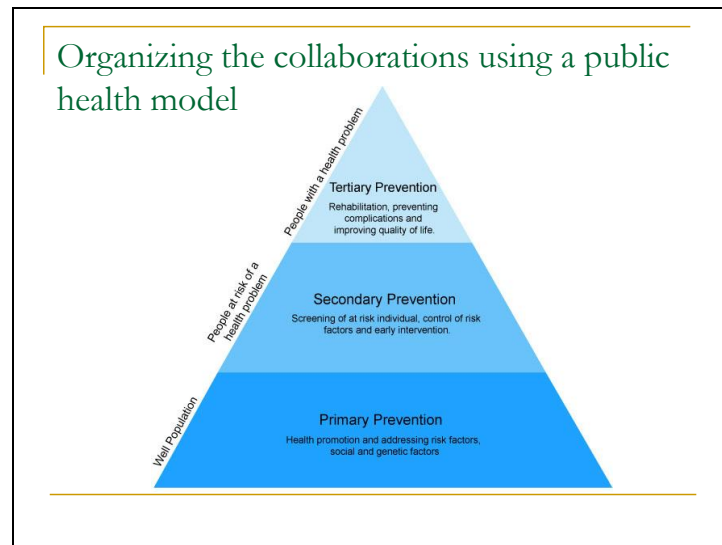 Organizing the collaborations using a public
health model
People with a health problem
Tertiary Prevention
Rehabilitation, preventing
complications and
improving quality of life.
People at risk of a
health problem
Secondary Prevention
Screening of at risk individual, control of risk
factors and early intervention.
Well Population
Primary Prevention
Health promotion and addressing risk factors,
social and genetic factors